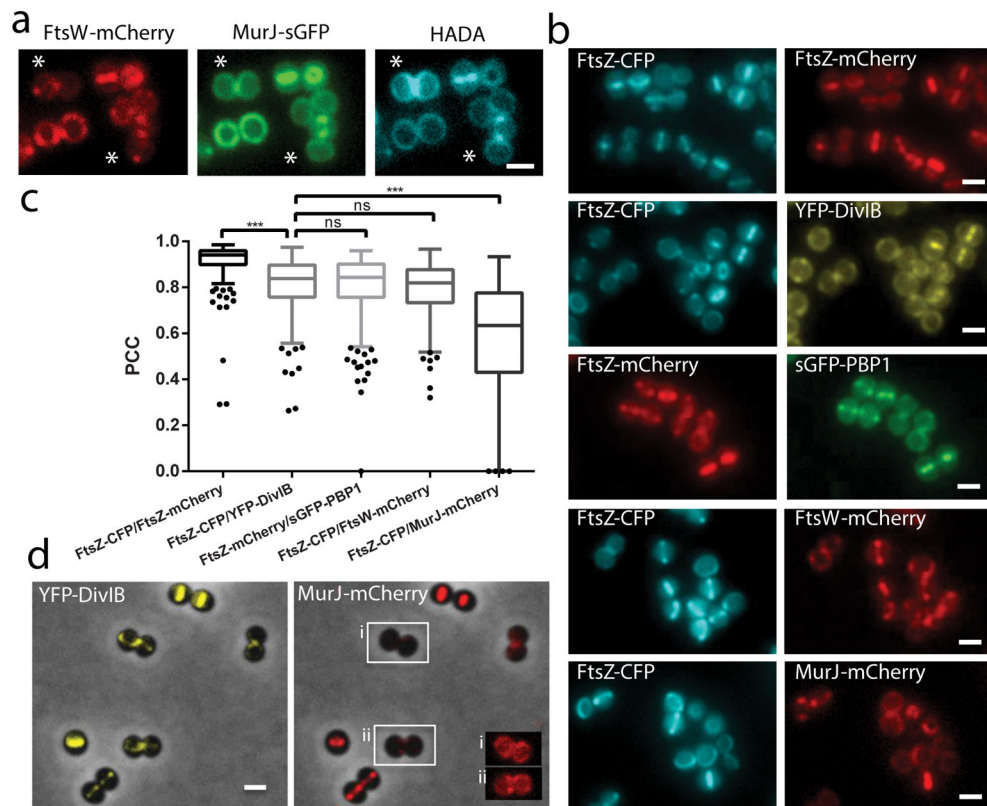 a
FtsW-mCherry MurJ-sGFP HADA
* * *
* * *
b
FtsZ-CFP FtsZ-mCherry
FtsZ-CFP YFP-DivIB
FtsZ-mCherry sGFP-PBP1
FtsZ-CFP FtsW-mCherry
FtsZ-CFP MurJ-mCherry
c
***
ns
*** ns
1.0
0.8
0.6
0.4
0.2
0.0
PCC
FtsZ-CFP/FtsZ-mCherry
FtsZ-CFP/YFP-DivIB
FtsZ-mCherry/sGFP-PBP1
FtsZ-CFP/FtsW-mCherry
FtsZ-CFP/MurJ-mCherry
d
YFP-DivIB MurJ-mCherry
i
ii
i
ii